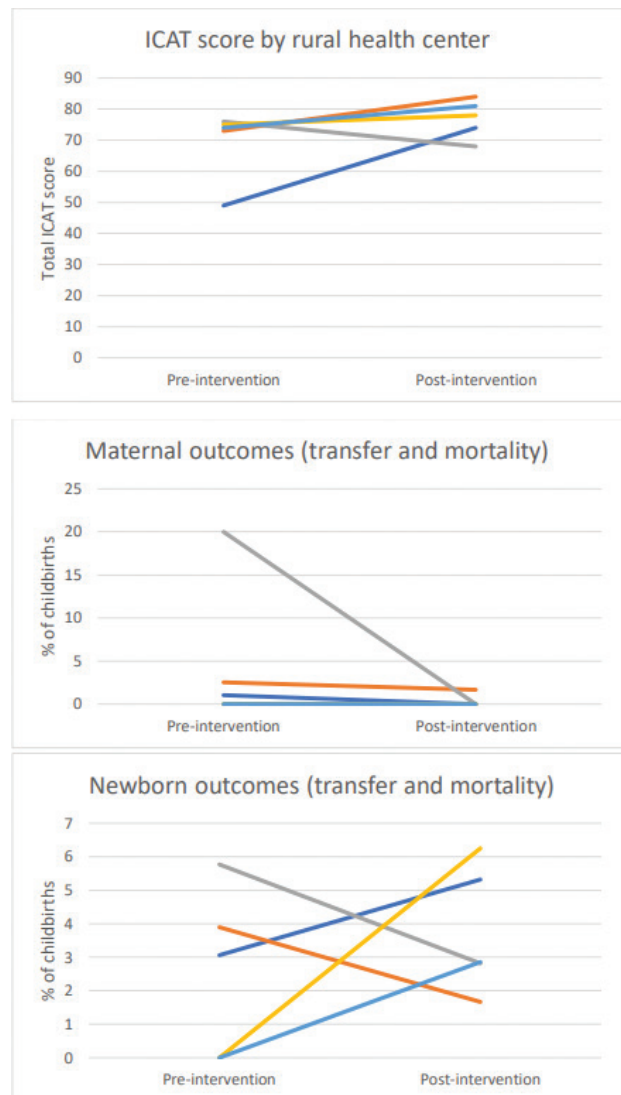 ICAT score by rural health center
Total ICAT score
90
80
70
60
50
40
30
20
10
0
Pre-intervention Post-intervention
Maternal outcomes (transfer and mortality)
% of childbirths
25
20
15
10
5
0
Pre-intervention Post-intervention
Newborn outcomes (transfer and mortality)
% of childbirths
7
6
5
4
3
2
1
0
Pre-intervention Post-intervention